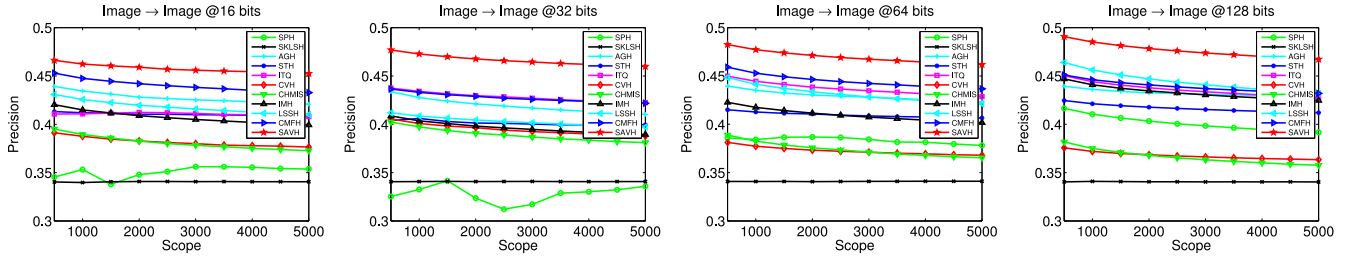 Image → Image @16 bits
0.5
0.45
0.4
0.35
0.3
Precision
1000 2000 3000 4000 5000
Scope
SPH
SKLSH
AGH
STH
ITQ
CVH
CHMIS
IMH
LSSH
CMFH
SAVH
Image → Image @32 bits
0.5
0.45
0.4
0.35
0.3
Precision
1000 2000 3000 4000 5000
Scope
SPH
SKLSH
AGH
STH
ITQ
CVH
CHMIS
IMH
LSSH
CMFH
SAVH
Image → Image @64 bits
0.5
0.45
0.4
0.35
0.3
Precision
1000 2000 3000 4000 5000
Scope
SPH
SKLSH
AGH
STH
ITQ
CVH
CHMIS
IMH
LSSH
CMFH
SAVH
Image → Image @128 bits
0.5
0.45
0.4
0.35
0.3
Precision
1000 2000 3000 4000 5000
Scope
SPH
SKLSH
AGH
STH
ITQ
CVH
CHMIS
IMH
LSSH
CMFH
SAVH